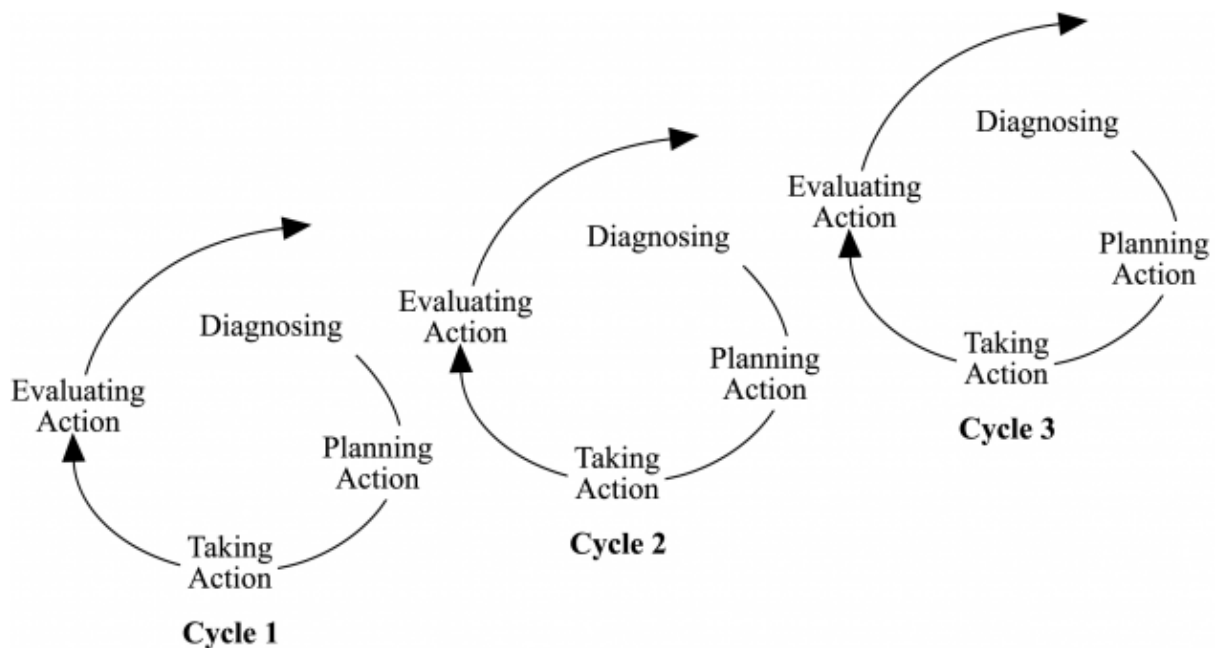 Diagnosing
Planning
Action
Taking
Action
Evaluating
Action
Cycle 1
Diagnosing
Planning
Action
Taking
Action
Evaluating
Action
Cycle 2
Diagnosing
Planning
Action
Taking
Action
Evaluating
Action
Cycle 3